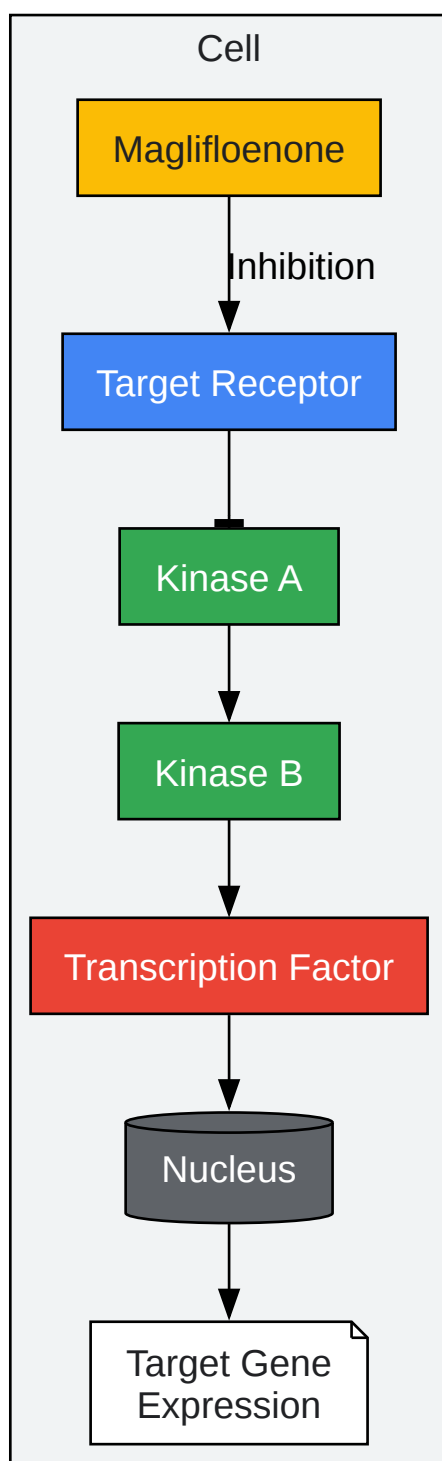 Cell
Maglifloenone
Inhibition
Target Receptor
Kinase A
Kinase B
Transcription Factor
Nucleus
Target Gene
Expression